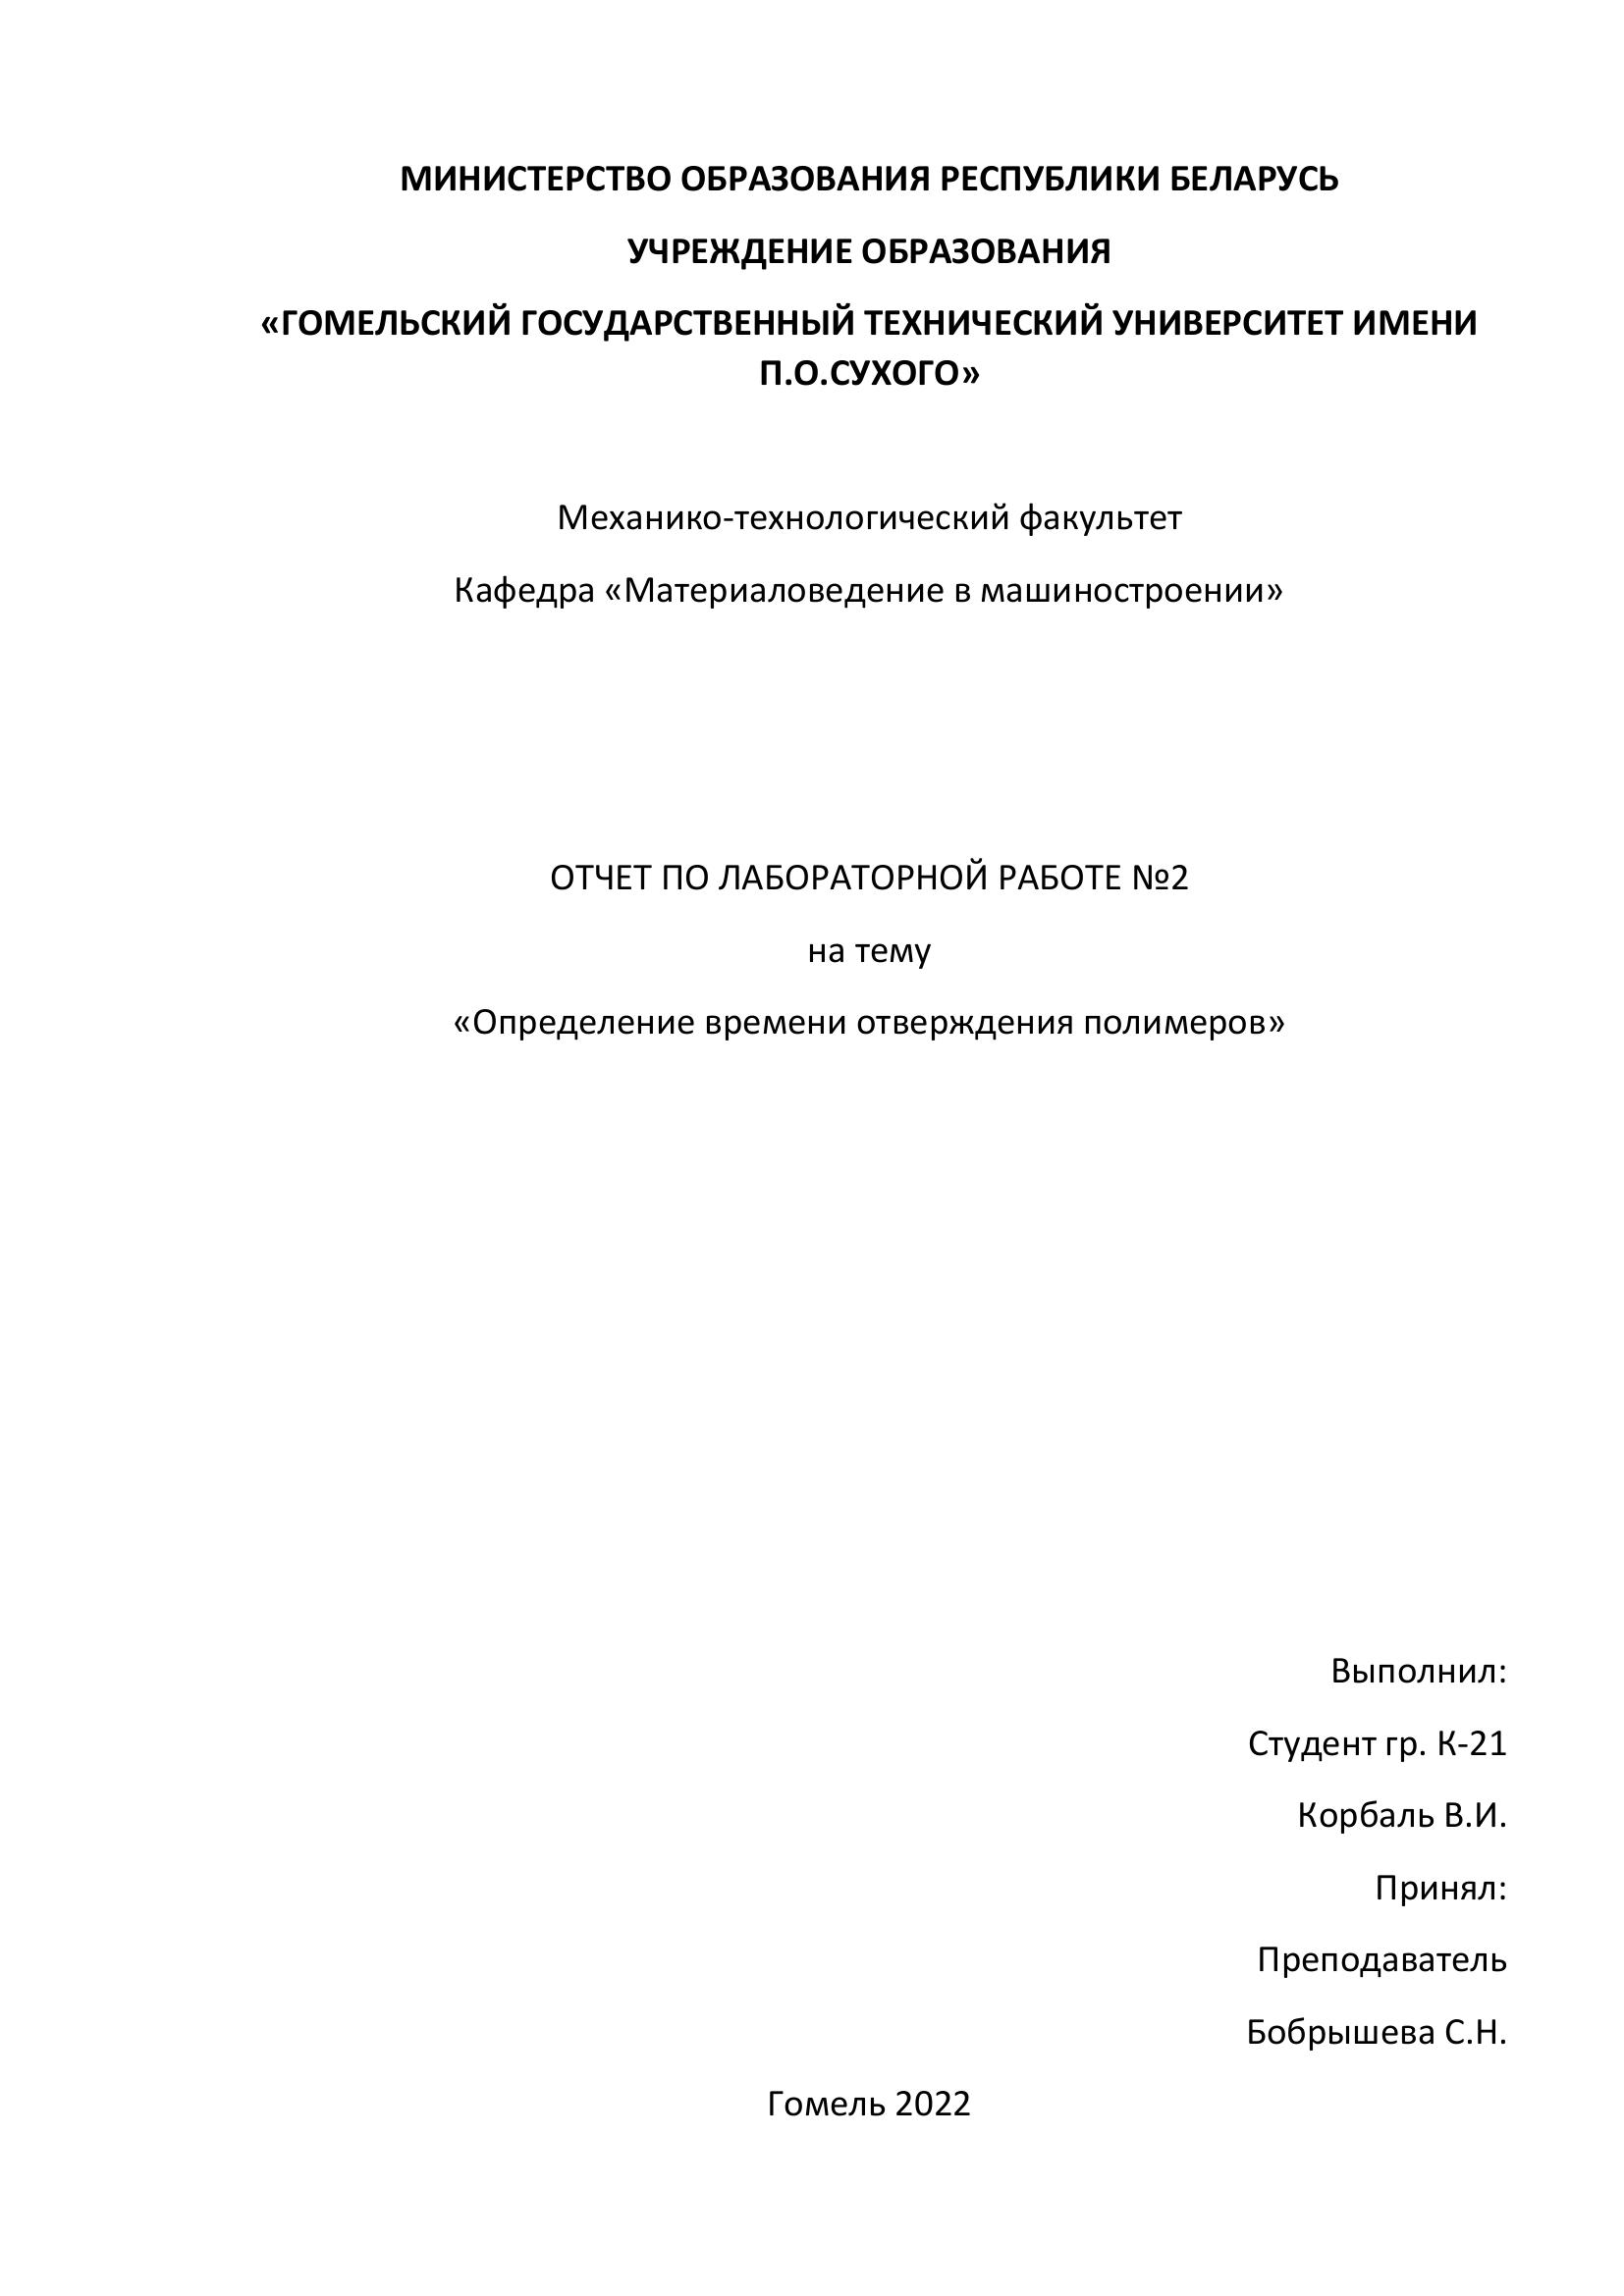 МИНИСТЕРСТВО ОБРАЗОВАНИЯ РЕСПУБЛИКИ БЕЛАРУСЬ
УЧРЕЖДЕНИЕ ОБРАЗОВАНИЯ
«ГОМЕЛЬСКИЙ ГОСУДАРСТВЕННЫЙ ТЕХНИЧЕСКИЙ УНИВЕРСИТЕТ ИМЕНИ
П.О.СУХОГО»
Механико-технологический факультет
Кафедра «Материаловедение в машиностроении»
ОТЧЕТ ПО ЛАБОРАТОРНОЙ РАБОТЕ №2
на тему
«Определение времени отверждения полимеров»
Выполнил:
Студент гр. К-21
Корбаль В.И.
Принял:
Преподаватель
Бобрышева С.Н.
Гомель 2022